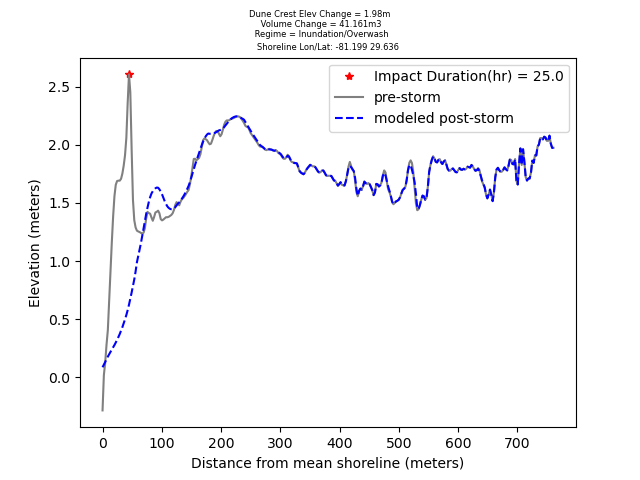 Dune Crest Elev Change = 1.98m
Volume Change = 41.161m3
Regime = Inundation/Overwash
Shoreline Lon/Lat: -81.199 29.636
Impact Duration(hr) = 25.0
pre-storm
modeled post-storm
Elevation (meters)
2.5
2.0
1.5
1.0
0.5
0.0
0 100 200 300 400 500 600 700
Distance from mean shoreline (meters)